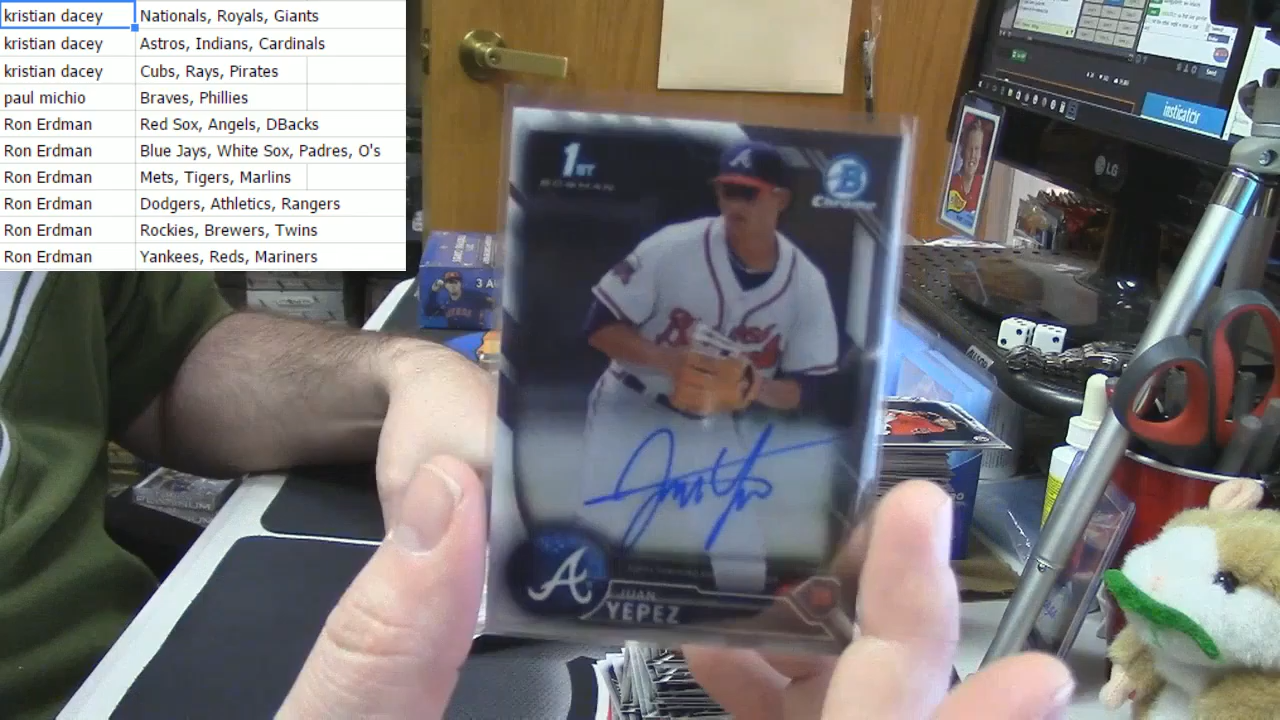 kristian dacey Nationals, Royals, Giants
kristian dacey Astros, Indians, Cardinals
kristian dacey Cubs, Rays, Pirates
paul michio Braves, Phillies
Ron Erdman Red Sox, Angels, DBacks
Ron Erdman Blue Jays, White Sox, Padres, O's
Ron Erdman Mets, Tigers, Marlins
Ron Erdman Dodgers, Athletics, Rangers
Ron Erdman Rockies, Brewers, Twins
Ron Erdman Yankees, Reds, Mariners
1ST
BOWMAN
B
Chrome
A
Braves
A
JUAN
YEPEZ
insticator
LG
3 AU